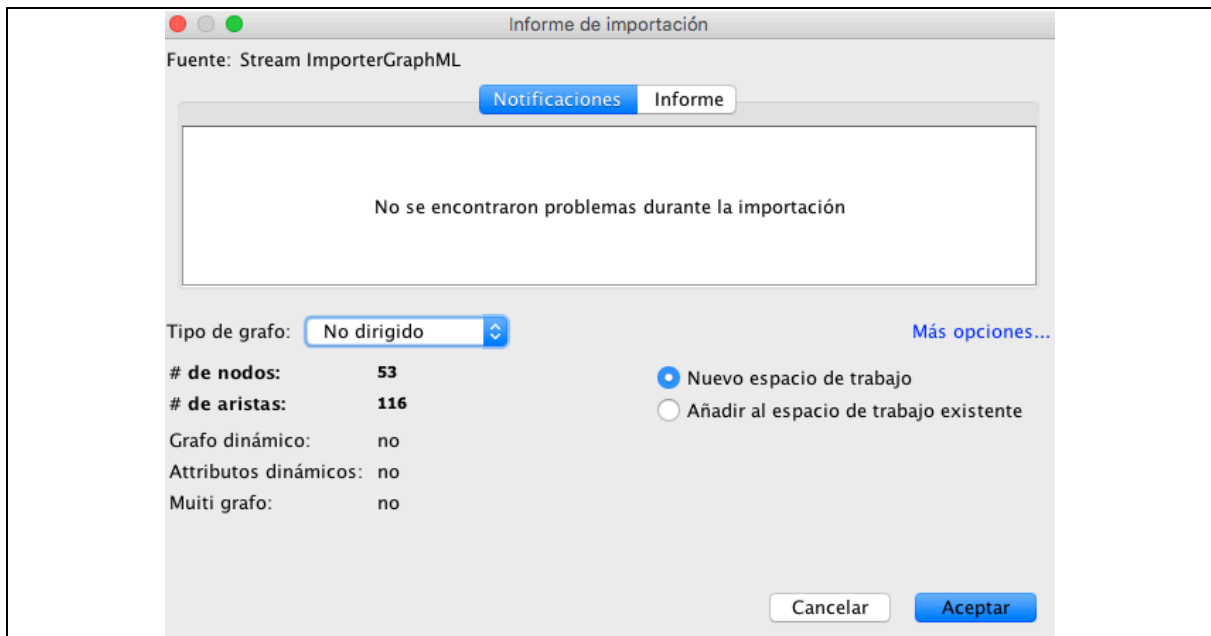 Informe de importación
Fuente: Stream ImporterGraphML
Notificaciones Informe
No se encontraron problemas durante la importación
Tipo de grafo: No dirigido Más opciones...
# de nodos: 53 Nuevo espacio de trabajo
# de aristas: 116 Añadir al espacio de trabajo existente
Grafo dinámico: no
Attributos dinámicos: no
Muiti grafo: no
Cancelar Aceptar